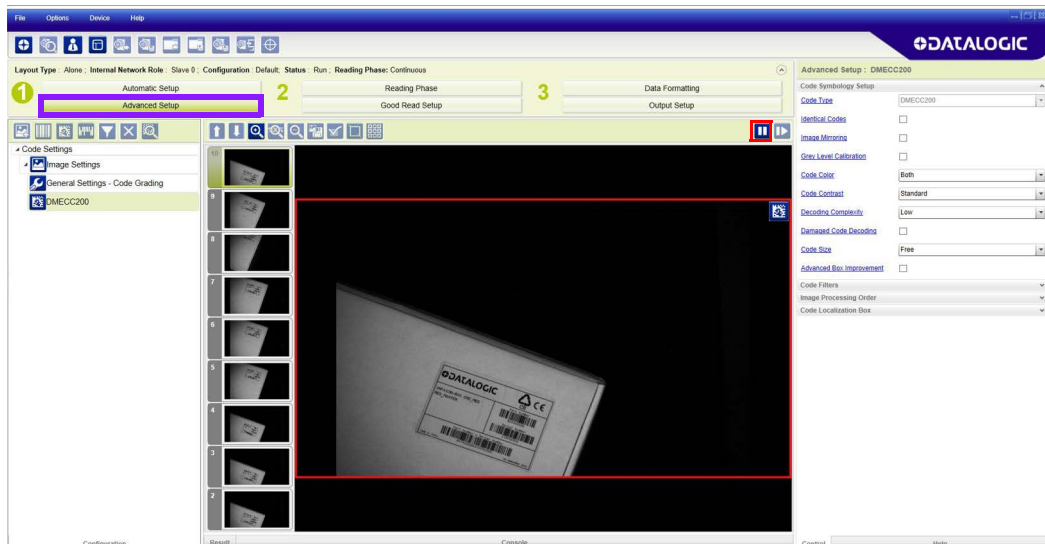 File Options Device Help
DATALOGIC
Layout Type : Alone ; Internal Network Role : Slave 0 ; Configuration : Default; Status : Run ; Reading Phase: Continuous
Advanced Setup : DMECC200
1 Automatic Setup
Advanced Setup
2 Reading Phase
Good Read Setup
3 Data Formatting
Output Setup
Code Settings
Image Settings
General Settings - Code Grading
DMECC200
10
9
8
7
6
5
4
3
2
DATALOGIC
CE
Code Symbology Setup
Code Type DMECC200
Identical Codes
Image Mirroring
Grey Level Calibration
Code Color Both
Code Contrast Standard
Decoding Complexity Low
Damaged Code Decoding
Code Size Free
Advanced Box Improvement
Code Filters
Image Processing Order
Code Localization Box
Configuration
Result
Console
Control
Help